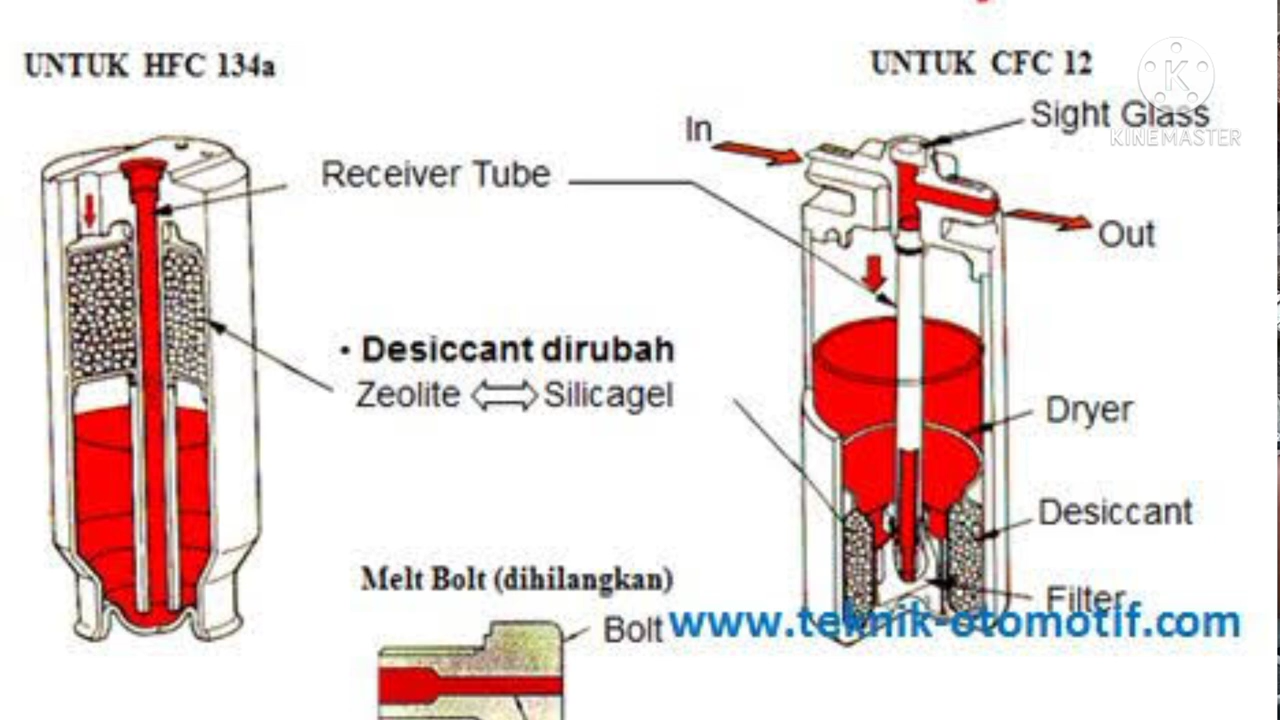 UNTUK HFC 134a
UNTUK CFC 12
K
KINEMASTER
Sight Glass
In
Receiver Tube
Out
• Desiccant dirubah
Zeolite ⇔ Silicagel
Dryer
Desiccant
Melt Bolt (dihilangkan)
Filter
Bolt
www.teknik-otomotif.com